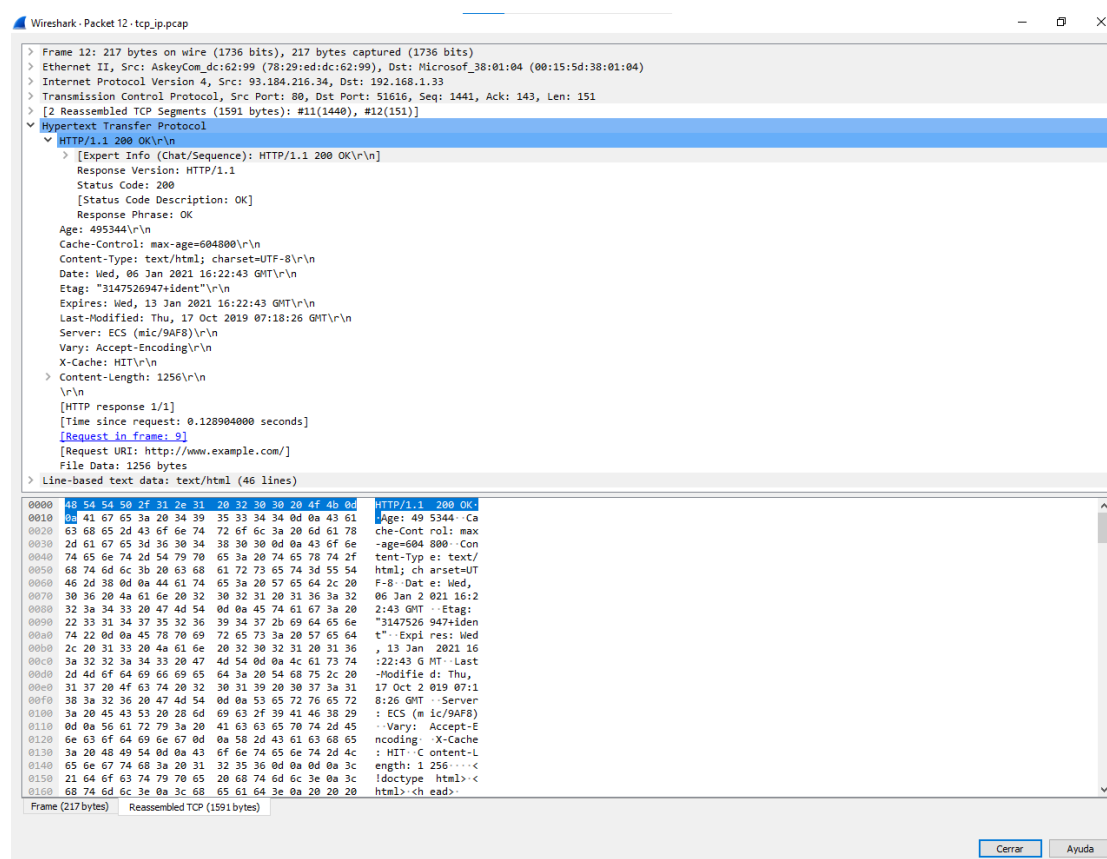 Wireshark · Packet 12 · tcp_ip.pcap
Frame 12: 217 bytes on wire (1736 bits), 217 bytes captured (1736 bits)
Ethernet II, Src: AskeyCom_dc:62:99 (78:29:ed:dc:62:99), Dst: Microsof_38:01:04 (00:15:5d:38:01:04)
Internet Protocol Version 4, Src: 93.184.216.34, Dst: 192.168.1.33
Transmission Control Protocol, Src Port: 80, Dst Port: 51616, Seq: 1441, Ack: 143, Len: 151
[2 Reassembled TCP Segments (1591 bytes): #11(1440), #12(151)]
Hypertext Transfer Protocol
HTTP/1.1 200 OK\r\n
[Expert Info (Chat/Sequence): HTTP/1.1 200 OK\r\n]
Response Version: HTTP/1.1
Status Code: 200
[Status Code Description: OK]
Response Phrase: OK
Age: 495344\r\n
Cache-Control: max-age=604800\r\n
Content-Type: text/html; charset=UTF-8\r\n
Date: Wed, 06 Jan 2021 16:22:43 GMT\r\n
Etag: "3147526947+ident"\r\n
Expires: Wed, 13 Jan 2021 16:22:43 GMT\r\n
Last-Modified: Thu, 17 Oct 2019 07:18:26 GMT\r\n
Server: ECS (mic/9AF8)\r\n
Vary: Accept-Encoding\r\n
X-Cache: HIT\r\n
Content-Length: 1256\r\n
\r\n
[HTTP response 1/1]
[Time since request: 0.128904000 seconds]
[Request in frame: 9]
[Request URI: http://www.example.com/]
File Data: 1256 bytes
Line-based text data: text/html (46 lines)
0000 48 54 54 50 2f 31 2e 31 20 32 30 30 20 4f 4b 0d HTTP/1.1 200 OK·
0010 0a 41 67 65 3a 20 34 39 35 33 34 34 0d 0a 43 61 ·Age: 49 5344··Ca
0020 63 68 65 2d 43 6f 6e 74 72 6f 6c 3a 20 6d 61 78 che-Cont rol: max
0030 2d 61 67 65 3d 36 30 34 38 30 30 0d 0a 43 6f 6e -age=604 800··Con
0040 74 65 6e 74 2d 54 79 70 65 3a 20 74 65 78 74 2f tent-Typ e: text/
0050 68 74 6d 6c 3b 20 63 68 61 72 73 65 74 3d 55 54 html; ch arset=UT
0060 46 2d 38 0d 0a 44 61 74 65 3a 20 57 65 64 2c 20 F-8··Dat e: Wed,
0070 30 36 20 4a 61 6e 20 32 30 32 31 20 31 36 3a 32 06 Jan 2 021 16:2
0080 32 3a 34 33 20 47 4d 54 0d 0a 45 74 61 67 3a 20 2:43 GMT ··Etag:
0090 22 33 31 34 37 35 32 36 39 34 37 2b 69 64 65 6e "3147526 947+iden
00a0 74 22 0d 0a 45 78 70 69 72 65 73 3a 20 57 65 64 t"··Expi res: Wed
00b0 2c 20 31 33 20 4a 61 6e 20 32 30 32 31 20 31 36 , 13 Jan 2021 16
00c0 3a 32 32 3a 34 33 20 47 4d 54 0d 0a 4c 61 73 74 :22:43 G MT··Last
00d0 2d 4d 6f 64 69 66 69 65 64 3a 20 54 68 75 2c 20 -Modifie d: Thu,
00e0 31 37 20 4f 63 74 20 32 30 31 39 20 30 37 3a 31 17 Oct 2 019 07:1
00f0 38 3a 32 36 20 47 4d 54 0d 0a 53 65 72 76 65 72 8:26 GMT ··Server
0100 3a 20 45 43 53 20 28 6d 69 63 2f 39 41 46 38 29 : ECS (m ic/9AF8)
0110 0d 0a 56 61 72 79 3a 20 41 63 63 65 70 74 2d 45 ··Vary: Accept-E
0120 6e 63 6f 64 69 6e 67 0d 0a 58 2d 43 61 63 68 65 ncoding· ·X-Cache
0130 3a 20 48 49 54 0d 0a 43 6f 6e 74 65 6e 74 2d 4c : HIT··C ontent-L
0140 65 6e 67 74 68 3a 20 31 32 35 36 0d 0a 0d 0a 3c ength: 1 256····<
0150 21 64 6f 63 74 79 70 65 20 68 74 6d 6c 3e 0a 3c !doctype html>·<
0160 68 74 6d 6c 3e 0a 3c 68 65 61 64 3e 0a 20 20 20 html>·<h ead>·
Frame (217 bytes) Reassembled TCP (1591 bytes)
Cerrar Ayuda